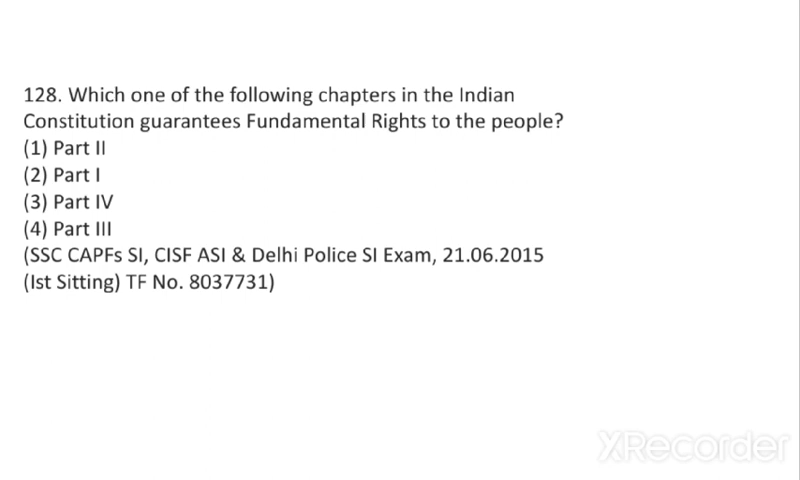 128. Which one of the following chapters in the Indian
Constitution guarantees Fundamental Rights to the people?
(1) Part II
(2) Part I
(3) Part IV
(4) Part III
(SSC CAPFs SI, CISF ASI & Delhi Police SI Exam, 21.06.2015
(Ist Sitting) TF No. 8037731)
XRecorder